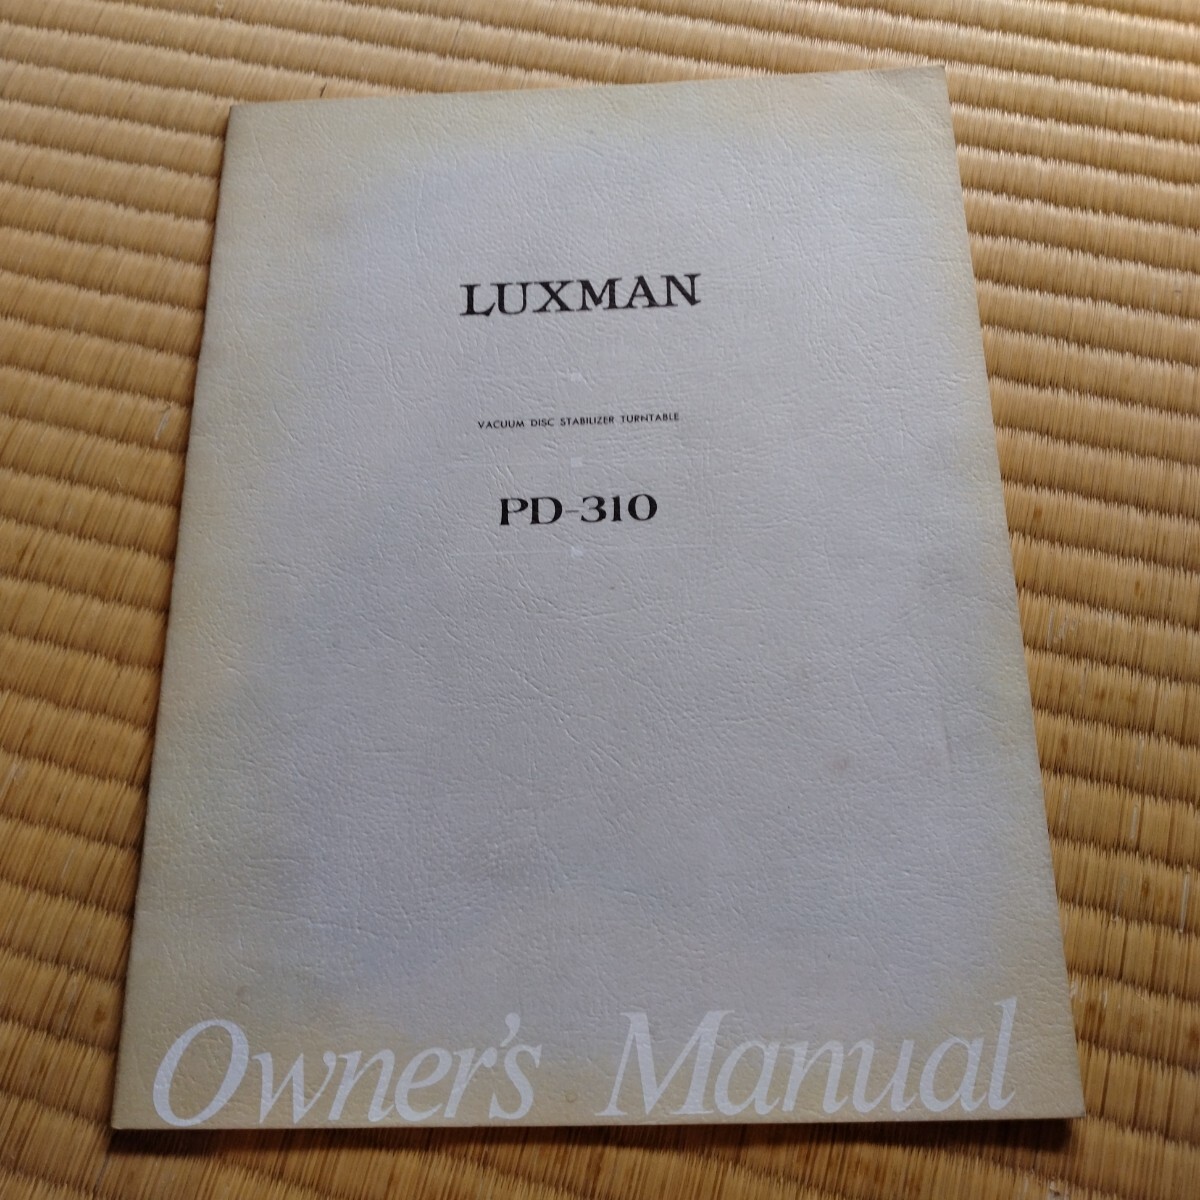 LUXMAN
VACUUM DISC STABILIZER TURNTABLE
PD-310
Owner's Manual